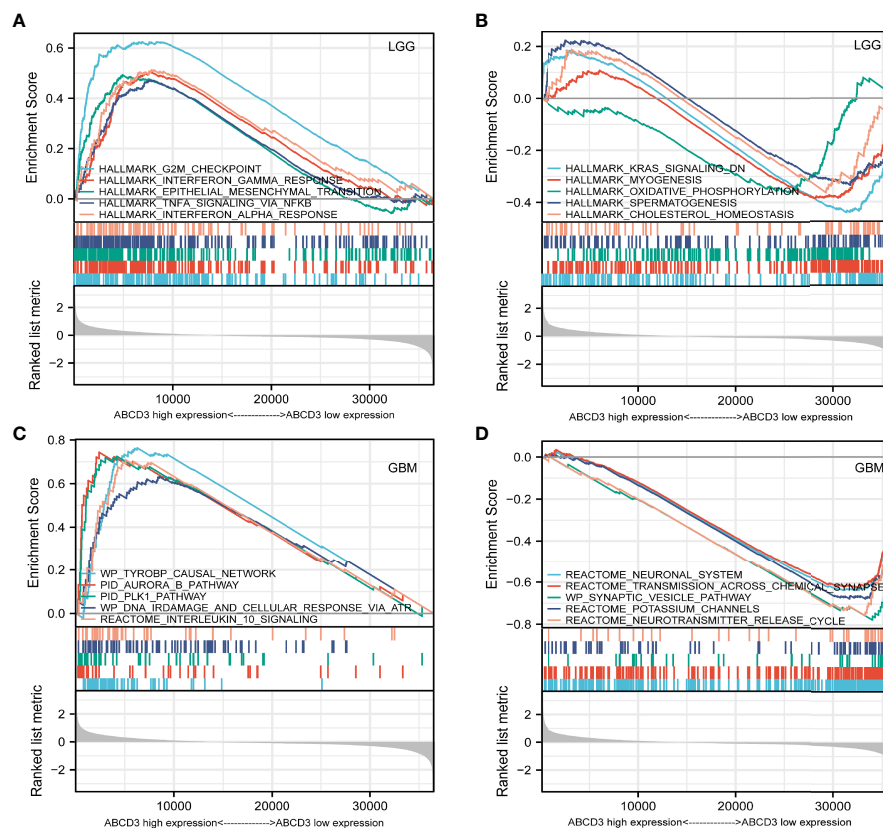 A
LGG
Enrichment Score
0.6
0.4
0.2
0.0
HALLMARK_G2M_CHECKPOINT
HALLMARK_INTERFERON_GAMMA_RESPONSE
HALLMARK_EPITHELIAL_MESENCHYMAL_TRANSITION
HALLMARK_TNFA_SIGNALING_VIA_NFKB
HALLMARK_INTERFERON_ALPHA_RESPONSE
Ranked list metric
2
0
−2
10000 20000 30000
ABCD3 high expression<------------->ABCD3 low expression
B
LGG
Enrichment Score
0.2
0.0
−0.2
−0.4
HALLMARK_KRAS_SIGNALING_DN
HALLMARK_MYOGENESIS
HALLMARK_OXIDATIVE_PHOSPHORYLATION
HALLMARK_SPERMATOGENESIS
HALLMARK_CHOLESTEROL_HOMEOSTASIS
Ranked list metric
2
0
−2
10000 20000 30000
ABCD3 high expression<------------->ABCD3 low expression
C
GBM
Enrichment Score
0.8
0.6
0.4
0.2
0.0
WP_TYROBP_CAUSAL_NETWORK
PID_AURORA_B_PATHWAY
PID_PLK1_PATHWAY
WP_DNA_IRDAMAGE_AND_CELLULAR_RESPONSE_VIA_ATR
REACTOME_INTERLEUKIN_10_SIGNALING
Ranked list metric
2
0
−2
10000 20000 30000
ABCD3 high expression<------------->ABCD3 low expression
D
GBM
Enrichment Score
0.0
−0.2
−0.4
−0.6
−0.8
REACTOME_NEURONAL_SYSTEM
REACTOME_TRANSMISSION_ACROSS_CHEMICAL_SYNAPSE
WP_SYNAPTIC_VESICLE_PATHWAY
REACTOME_POTASSIUM_CHANNELS
REACTOME_NEUROTRANSMITTER_RELEASE_CYCLE
Ranked list metric
2
0
−2
10000 20000 30000
ABCD3 high expression<------------->ABCD3 low expression